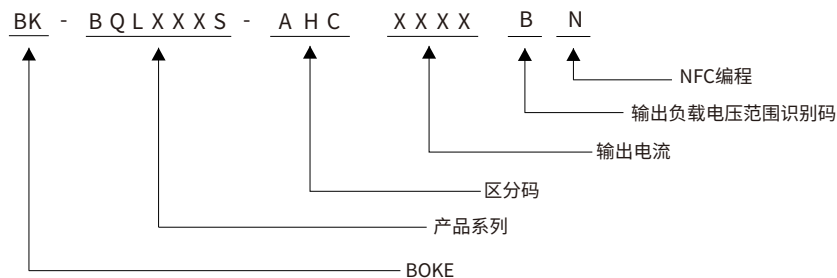 BK - BQLXXXS - AHC XXXX B N
NFC编程
输出负载电压范围识别码
输出电流
区分码
产品系列
BOKE